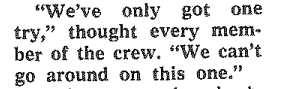 "We've only got one
try," thought every mem-
ber of the crew. "We can't
go around on this one."